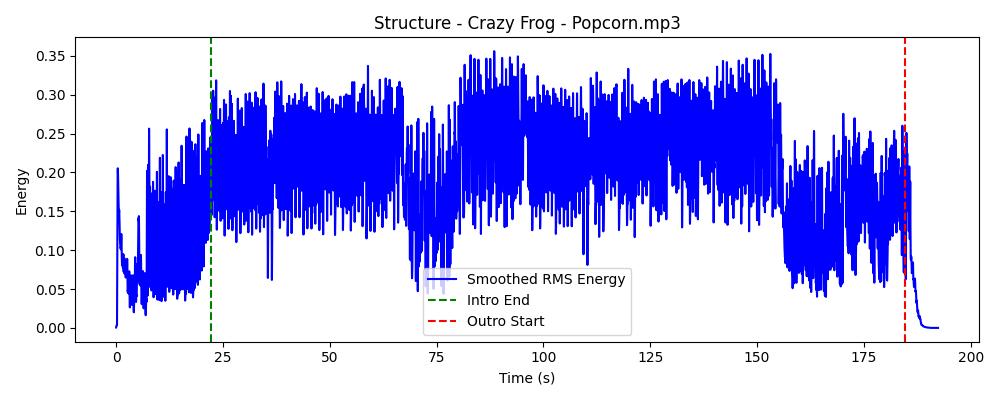 Structure - Crazy Frog - Popcorn.mp3
Energy
0.35
0.30
0.25
0.20
0.15
0.10
0.05
0.00
Smoothed RMS Energy
Intro End
Outro Start
0 25 50 75 100 125 150 175 200
Time (s)